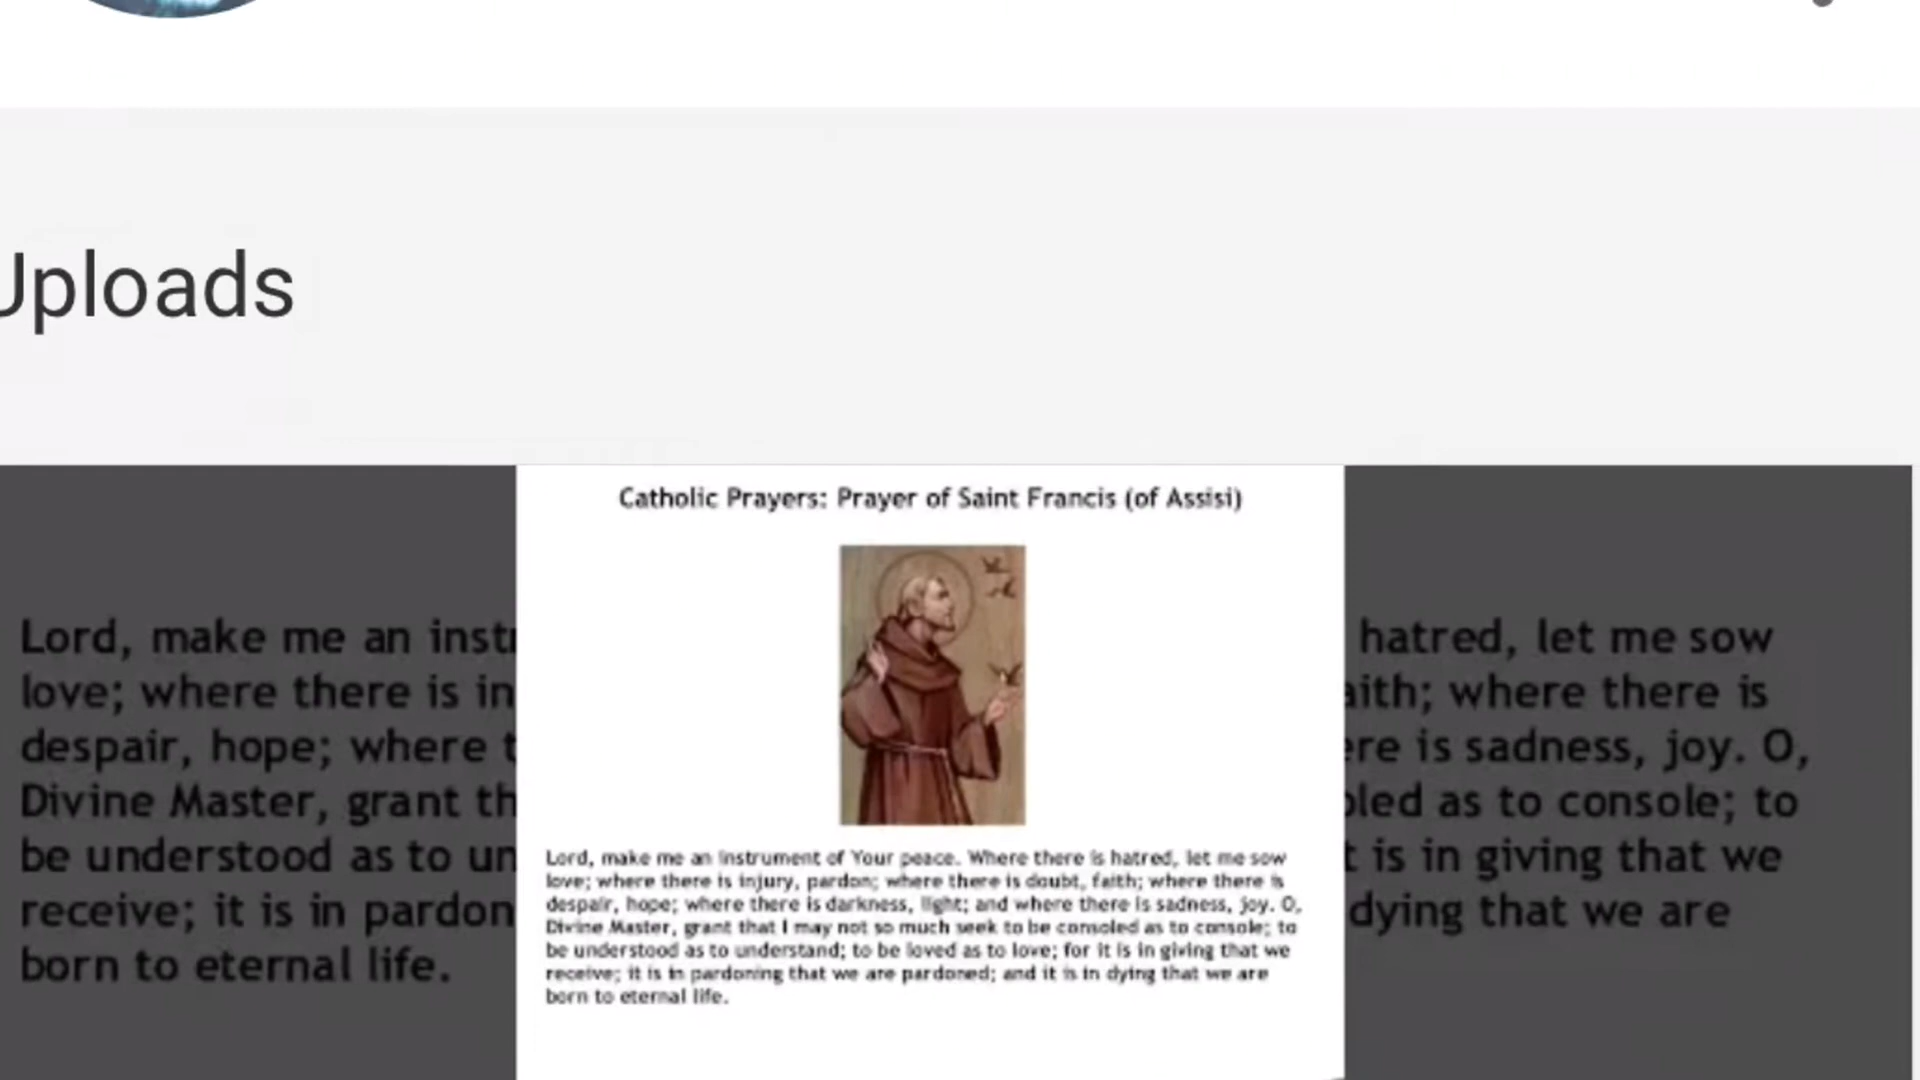 Uploads
Catholic Prayers: Prayer of Saint Francis (of Assisi)
Lord, make me an instrument of Your peace. Where there is hatred, let me sow
love; where there is injury, pardon; where there is doubt, faith; where there is
despair, hope; where there is darkness, light; and where there is sadness, joy. O,
Divine Master, grant that I may not so much seek to be consoled as to console; to
be understood as to understand; to be loved as to love; for it is in giving that we
receive; it is in pardoning that we are pardoned; and it is in dying that we are
born to eternal life.
Lord, make me an instr
love; where there is in
despair, hope; where t
Divine Master, grant th
be understood as to un
receive; it is in pardon
born to eternal life.
hatred, let me sow
aith; where there is
ere is sadness, joy. O,
oled as to console; to
t is in giving that we
dying that we are